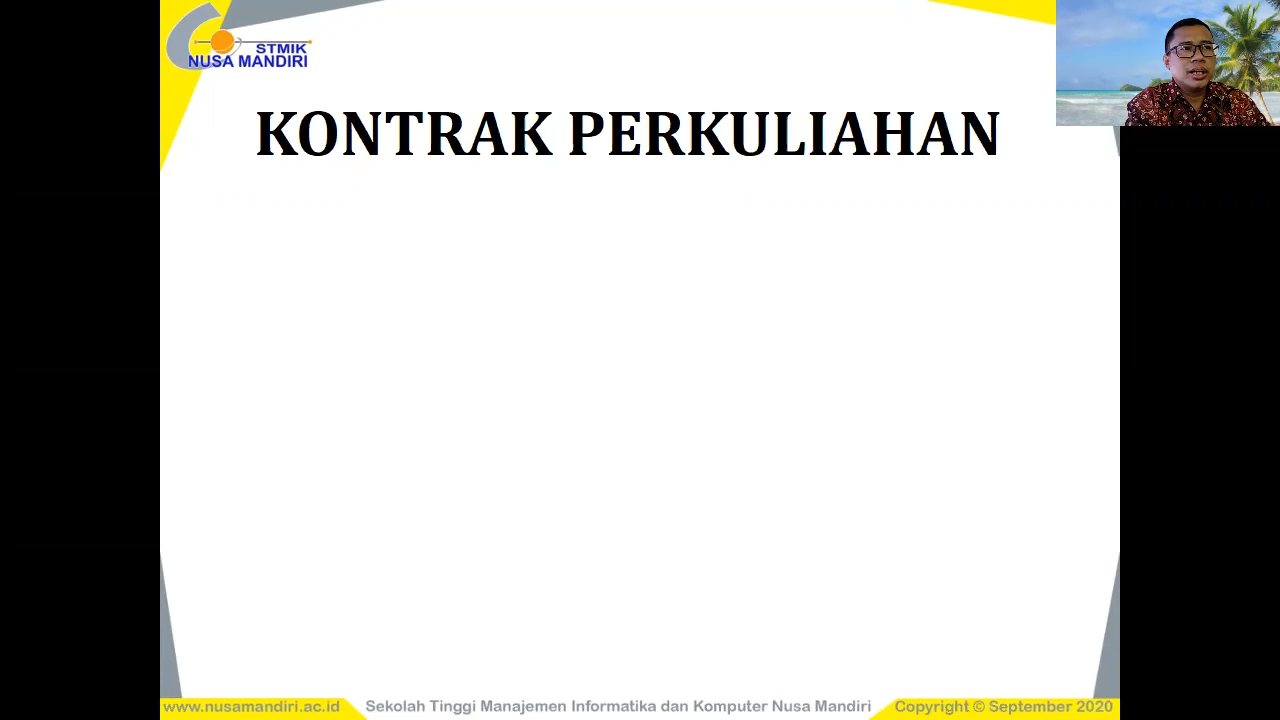 STMIK
NUSA MANDIRI
KONTRAK PERKULIAHAN
www.nusamandiri.ac.id
Sekolah Tinggi Manajemen Informatika dan Komputer Nusa Mandiri
Copyright © September 2020